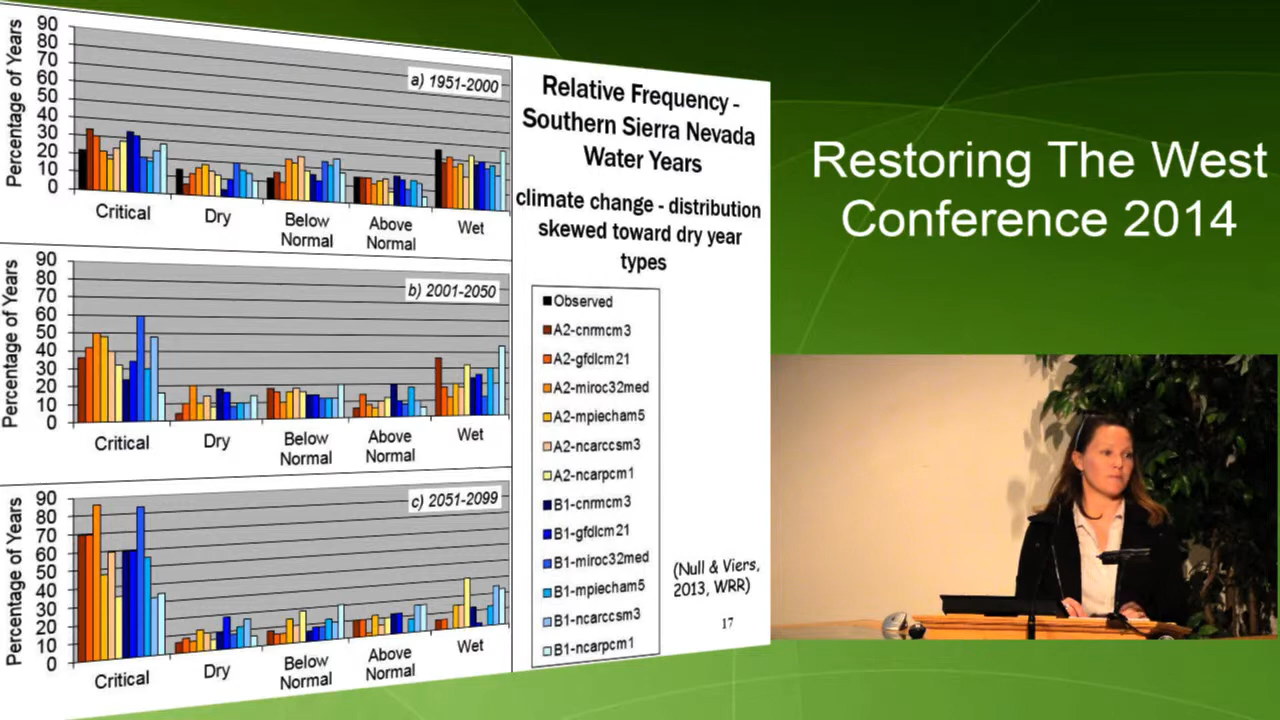 Percentage of Years
90
80
70
60
50
40
30
20
10
0
a) 1951-2000
Critical
Dry
Below
Normal
Above
Normal
Wet
Percentage of Years
90
80
70
60
50
40
30
20
10
0
b) 2001-2050
Critical
Dry
Below
Normal
Above
Normal
Wet
Percentage of Years
90
80
70
60
50
40
30
20
10
0
c) 2051-2099
Critical
Dry
Below
Normal
Above
Normal
Wet
Relative Frequency -
Southern Sierra Nevada
Water Years
climate change - distribution
skewed toward dry year
types
Observed
A2-cnrmcm3
A2-gfdlcm21
A2-miroc32med
A2-mpiecham5
A2-ncarccsm3
A2-ncarpcm1
B1-cnrmcm3
B1-gfdlcm21
B1-miroc32med
B1-mpiecham5
B1-ncarccsm3
B1-ncarpcm1
(Null & Viers,
2013, WRR)
17
Restoring The West
Conference 2014